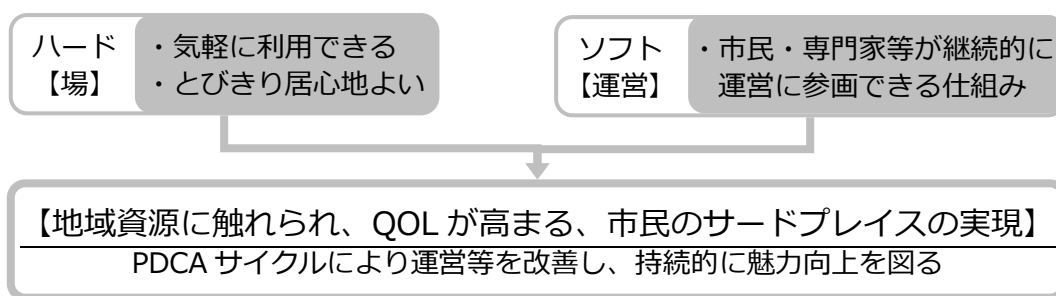 ハード
【場】
・気軽に利用できる
・とびきり居心地よい
ソフト
【運営】
・市民・専門家等が継続的に
運営に参画できる仕組み
【地域資源に触れられ、QOL が高まる、市民のサードプレイスの実現】
PDCA サイクルにより運営等を改善し、持続的に魅力向上を図る